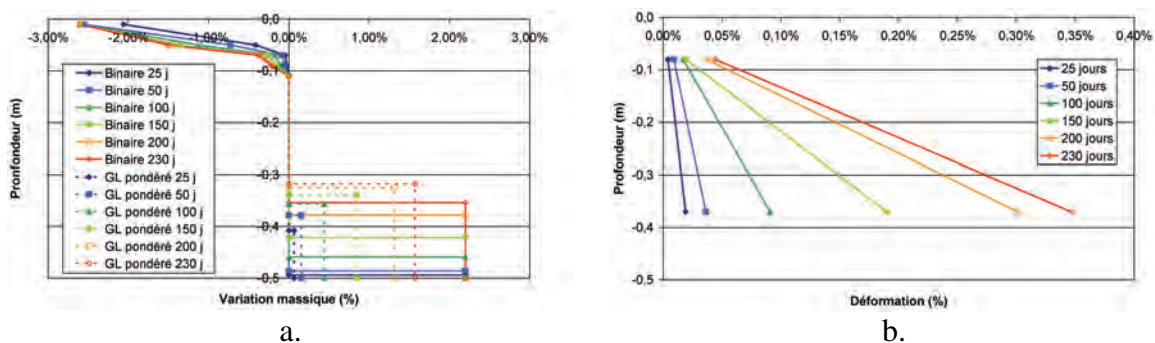 0,0
-3,00% -2,00% -1,00% 0,00% 1,00% 2,00% 3,00%
-0,1
-0,2
-0,3
-0,4
-0,5
Pronfondeur (m)
Binaire 25 j
Binaire 50 j
Binaire 100 j
Binaire 150 j
Binaire 200 j
Binaire 230 j
GL pondéré 25 j
GL pondéré 50 j
GL pondéré 100 j
GL pondéré 150 j
GL pondéré 200 j
GL pondéré 230 j
Variation massique (%)
a.
0,0
0,00% 0,05% 0,10% 0,15% 0,20% 0,25% 0,30% 0,35% 0,40%
-0,1
-0,2
-0,3
-0,4
-0,5
Profondeur (m)
25 jours
50 jours
100 jours
150 jours
200 jours
230 jours
Déformation (%)
b.